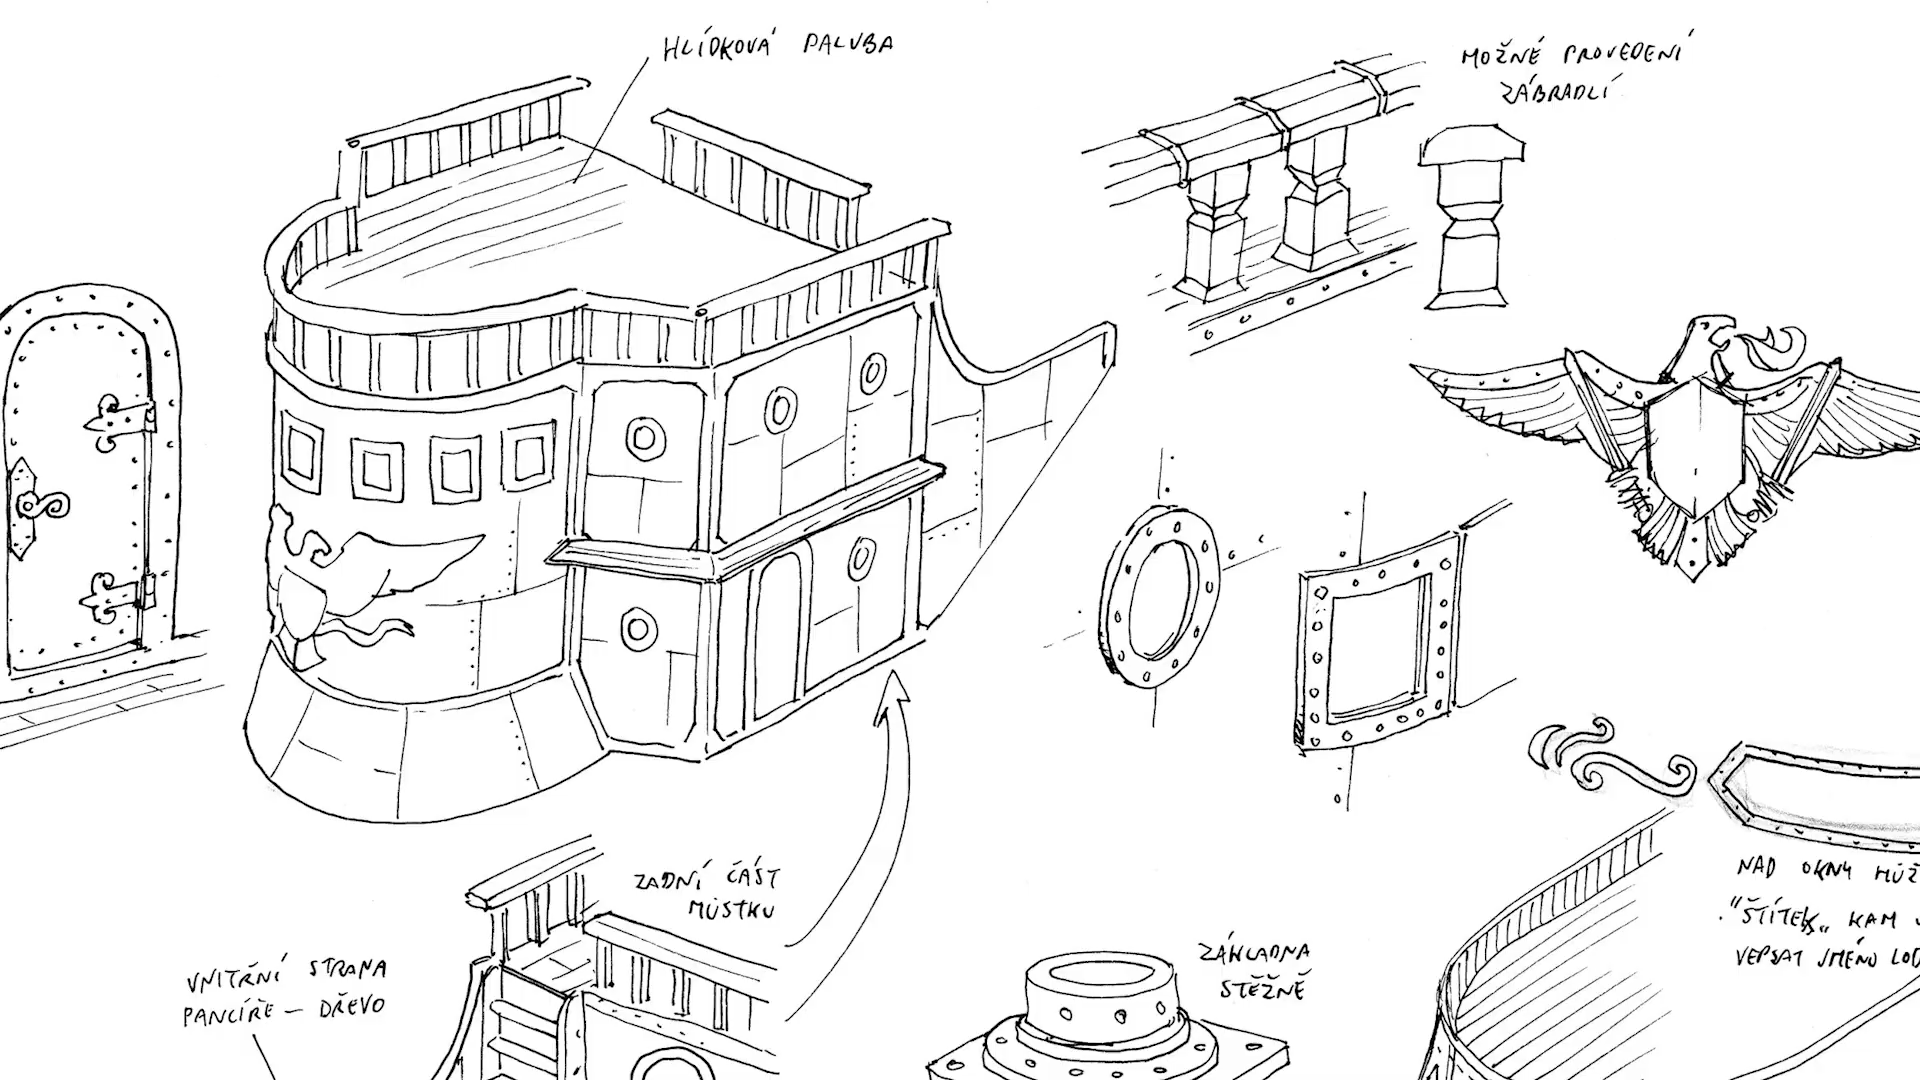 HLÍDKOVÁ PALUBA
MOŽNÉ PROVEDENÍ
ZÁBRADLÍ
ZADNÍ ČÁST
MŮSTKU
VNITŘNÍ STRANA
PANCÍŘE – DŘEVO
ZÁKLADNA
STĚŽNĚ
NAD OKNY MŮŽ
"ŠTÍTEK" KAM
VEPSAT JMÉNO LOD